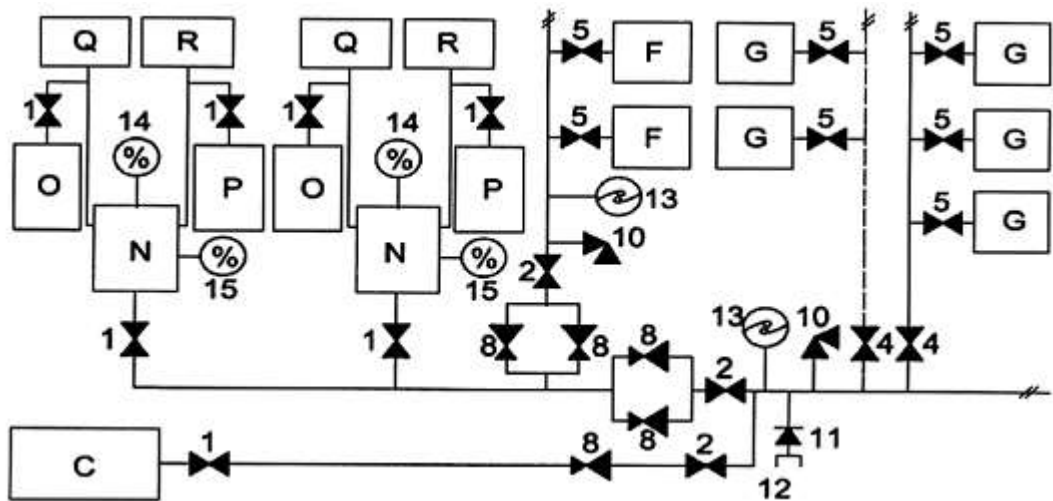 Q R Q R 5 F G 5 5 G
1 14 1 1 14 1
% %
5 F G 5 5 G
O P O P
13
N % N % 10 5 G
15 15
2
13 10
1 1 8 8 4 4
8 2
C 1 8 8 2 11
12